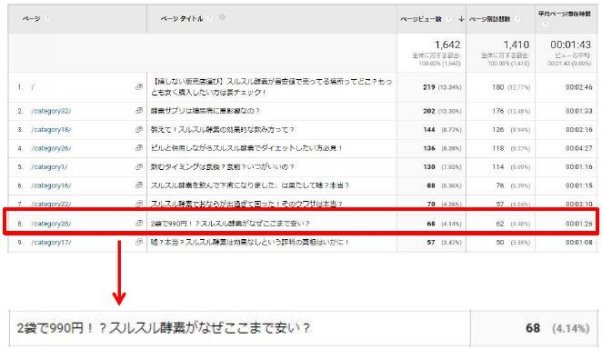 ページ ページ タイトル ページビュー数 ページ別訪問数 平均ページ滞在時間
1,642 1,410 00:01:43
全体に対する割合: 全体に対する割合: ビューの平均:
100.00% (1,642) 100.00% (1,410) 00:01:43 (0.00%)
1. / 【損しない販売店選び】スルスル酵素が最安値で売ってる場所ってどこ？もっとも安く購入したい方は要チェック！ 219 (13.34%) 180 (12.77%) 00:02:46
2. /category32/ 酵素サプリは糖尿病に悪影響なの？ 202 (12.30%) 176 (12.48%) 00:01:33
3. /category18/ 教えて！スルスル酵素の効果的な飲み方って？ 144 (8.77%) 126 (8.94%) 00:02:16
4. /category26/ ピルと併用しながらスルスル酵素でダイエットしたい方必見！ 136 (8.28%) 118 (8.37%) 00:04:27
5. /category1/ 飲むタイミングは食後？食前？いつがいいの？ 130 (7.92%) 114 (8.09%) 00:01:16
6. /category16/ スルスル酵素を飲んで下痢になりました、は果たして嘘？本当？ 88 (5.36%) 76 (5.39%) 00:01:15
7. /category22/ スルスル酵素でおならが出過ぎて困った！そのウワサは本当？ 70 (4.26%) 57 (4.04%) 00:02:10
8. /category28/ 2袋で990円！？スルスル酵素がなぜここまで安い？ 68 (4.14%) 62 (4.40%) 00:01:26
9. /category17/ 嘘？本当？スルスル酵素は効果なしという評判の真相はいかに！ 57 (3.47%) 50 (3.55%) 00:01:08
2袋で990円！？スルスル酵素がなぜここまで安い？ 68 (4.14%)